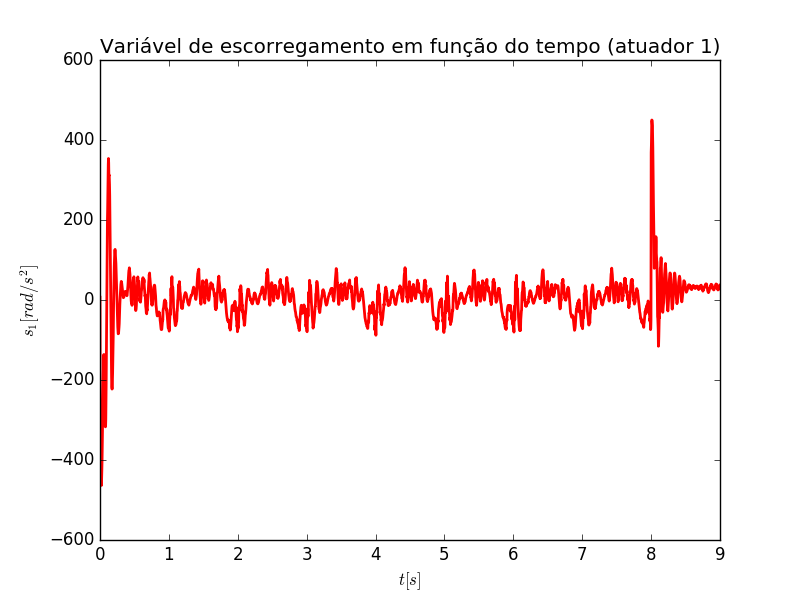 Variável de escorregamento em função do tempo (atuador 1)
600
400
200
0
−200
−400
−600
s₁[rad/s²]
0 1 2 3 4 5 6 7 8 9
t[s]